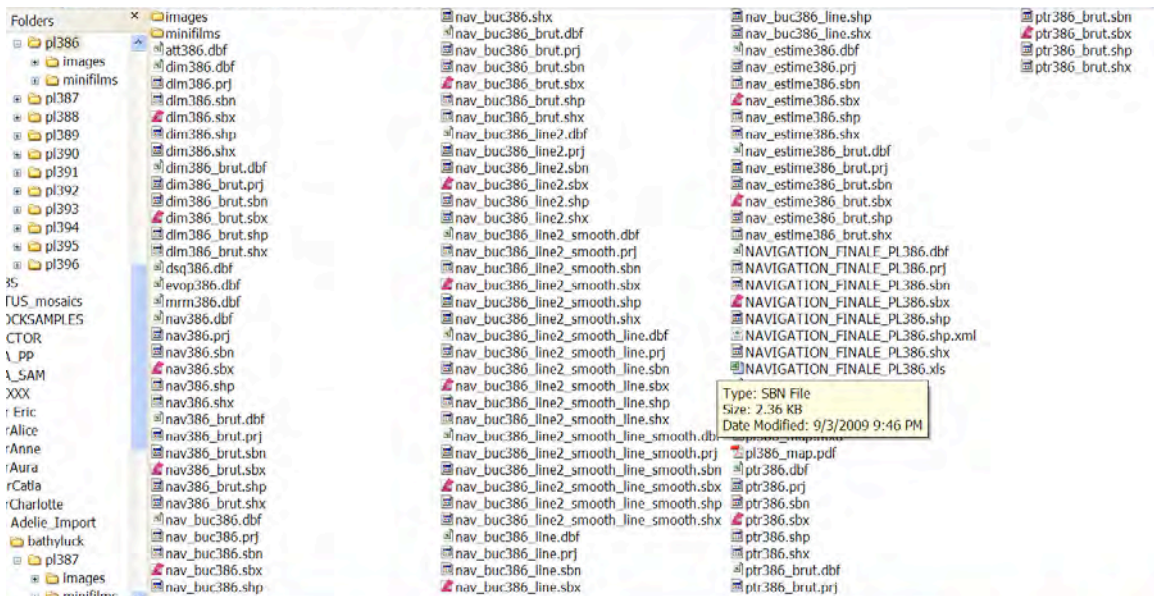 Folders
pl386
images
minifilms
pl387
pl388
pl389
pl390
pl391
pl392
pl393
pl394
pl395
pl396
3S
TUS_mosaics
OCKSAMPLES
CTOR
A_PP
A_SAM
XXX
r Eric
rAlice
rAnne
rAura
rCatla
rCharlotte
Adelie_Import
bathyluck
pl387
images
minifilms
images
minifilms
att386.dbf
dim386.dbf
dim386.prj
dim386.sbn
dim386.sbx
dim386.shp
dim386.shx
dim386_brut.dbf
dim386_brut.prj
dim386_brut.sbn
dim386_brut.sbx
dim386_brut.shp
dim386_brut.shx
dsq386.dbf
evop386.dbf
mrm386.dbf
nav386.dbf
nav386.prj
nav386.sbn
nav386.sbx
nav386.shp
nav386.shx
nav386_brut.dbf
nav386_brut.prj
nav386_brut.sbn
nav386_brut.sbx
nav386_brut.shp
nav386_brut.shx
nav_buc386.dbf
nav_buc386.prj
nav_buc386.sbn
nav_buc386.sbx
nav_buc386.shp
nav_buc386.shx
nav_buc386_brut.dbf
nav_buc386_brut.prj
nav_buc386_brut.sbn
nav_buc386_brut.sbx
nav_buc386_brut.shp
nav_buc386_brut.shx
nav_buc386_line2.dbf
nav_buc386_line2.prj
nav_buc386_line2.sbn
nav_buc386_line2.sbx
nav_buc386_line2.shp
nav_buc386_line2.shx
nav_buc386_line2_smooth.dbf
nav_buc386_line2_smooth.prj
nav_buc386_line2_smooth.sbn
nav_buc386_line2_smooth.sbx
nav_buc386_line2_smooth.shp
nav_buc386_line2_smooth.shx
nav_buc386_line2_smooth_line.dbf
nav_buc386_line2_smooth_line.prj
nav_buc386_line2_smooth_line.sbn
nav_buc386_line2_smooth_line.sbx
nav_buc386_line2_smooth_line.shp
nav_buc386_line2_smooth_line.shx
nav_buc386_line2_smooth_line_smooth.db
nav_buc386_line2_smooth_line_smooth.prj
nav_buc386_line2_smooth_line_smooth.sbn
nav_buc386_line2_smooth_line_smooth.sbx
nav_buc386_line2_smooth_line_smooth.shp
nav_buc386_line2_smooth_line_smooth.shx
nav_buc386_line.dbf
nav_buc386_line.prj
nav_buc386_line.sbn
nav_buc386_line.sbx
nav_buc386_line.shp
nav_buc386_line.shx
nav_estime386.dbf
nav_estime386.prj
nav_estime386.sbn
nav_estime386.sbx
nav_estime386.shp
nav_estime386.shx
nav_estime386_brut.dbf
nav_estime386_brut.prj
nav_estime386_brut.sbn
nav_estime386_brut.sbx
nav_estime386_brut.shp
nav_estime386_brut.shx
NAVIGATION_FINALE_PL386.dbf
NAVIGATION_FINALE_PL386.prj
NAVIGATION_FINALE_PL386.sbn
NAVIGATION_FINALE_PL386.sbx
NAVIGATION_FINALE_PL386.shp
NAVIGATION_FINALE_PL386.shp.xml
NAVIGATION_FINALE_PL386.shx
NAVIGATION_FINALE_PL386.xls
Type: SBN File
Size: 2.36 KB
Date Modified: 9/3/2009 9:46 PM
pl386_map.pdf
ptr386.dbf
ptr386.prj
ptr386.sbn
ptr386.sbx
ptr386.shp
ptr386.shx
ptr386_brut.dbf
ptr386_brut.prj
ptr386_brut.sbn
ptr386_brut.sbx
ptr386_brut.shp
ptr386_brut.shx